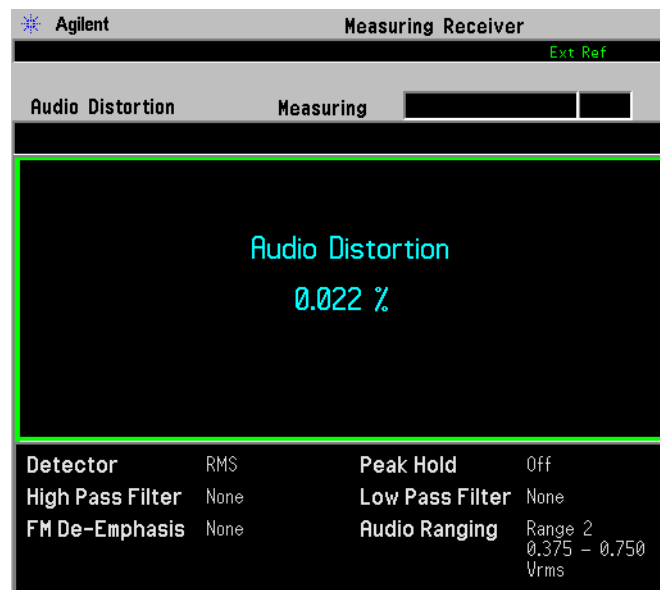 Agilent Measuring Receiver
Ext Ref
Audio Distortion Measuring
Audio Distortion
0.022 %
Detector RMS Peak Hold Off
High Pass Filter None Low Pass Filter None
FM De-Emphasis None Audio Ranging Range 2
0.375 – 0.750
Vrms